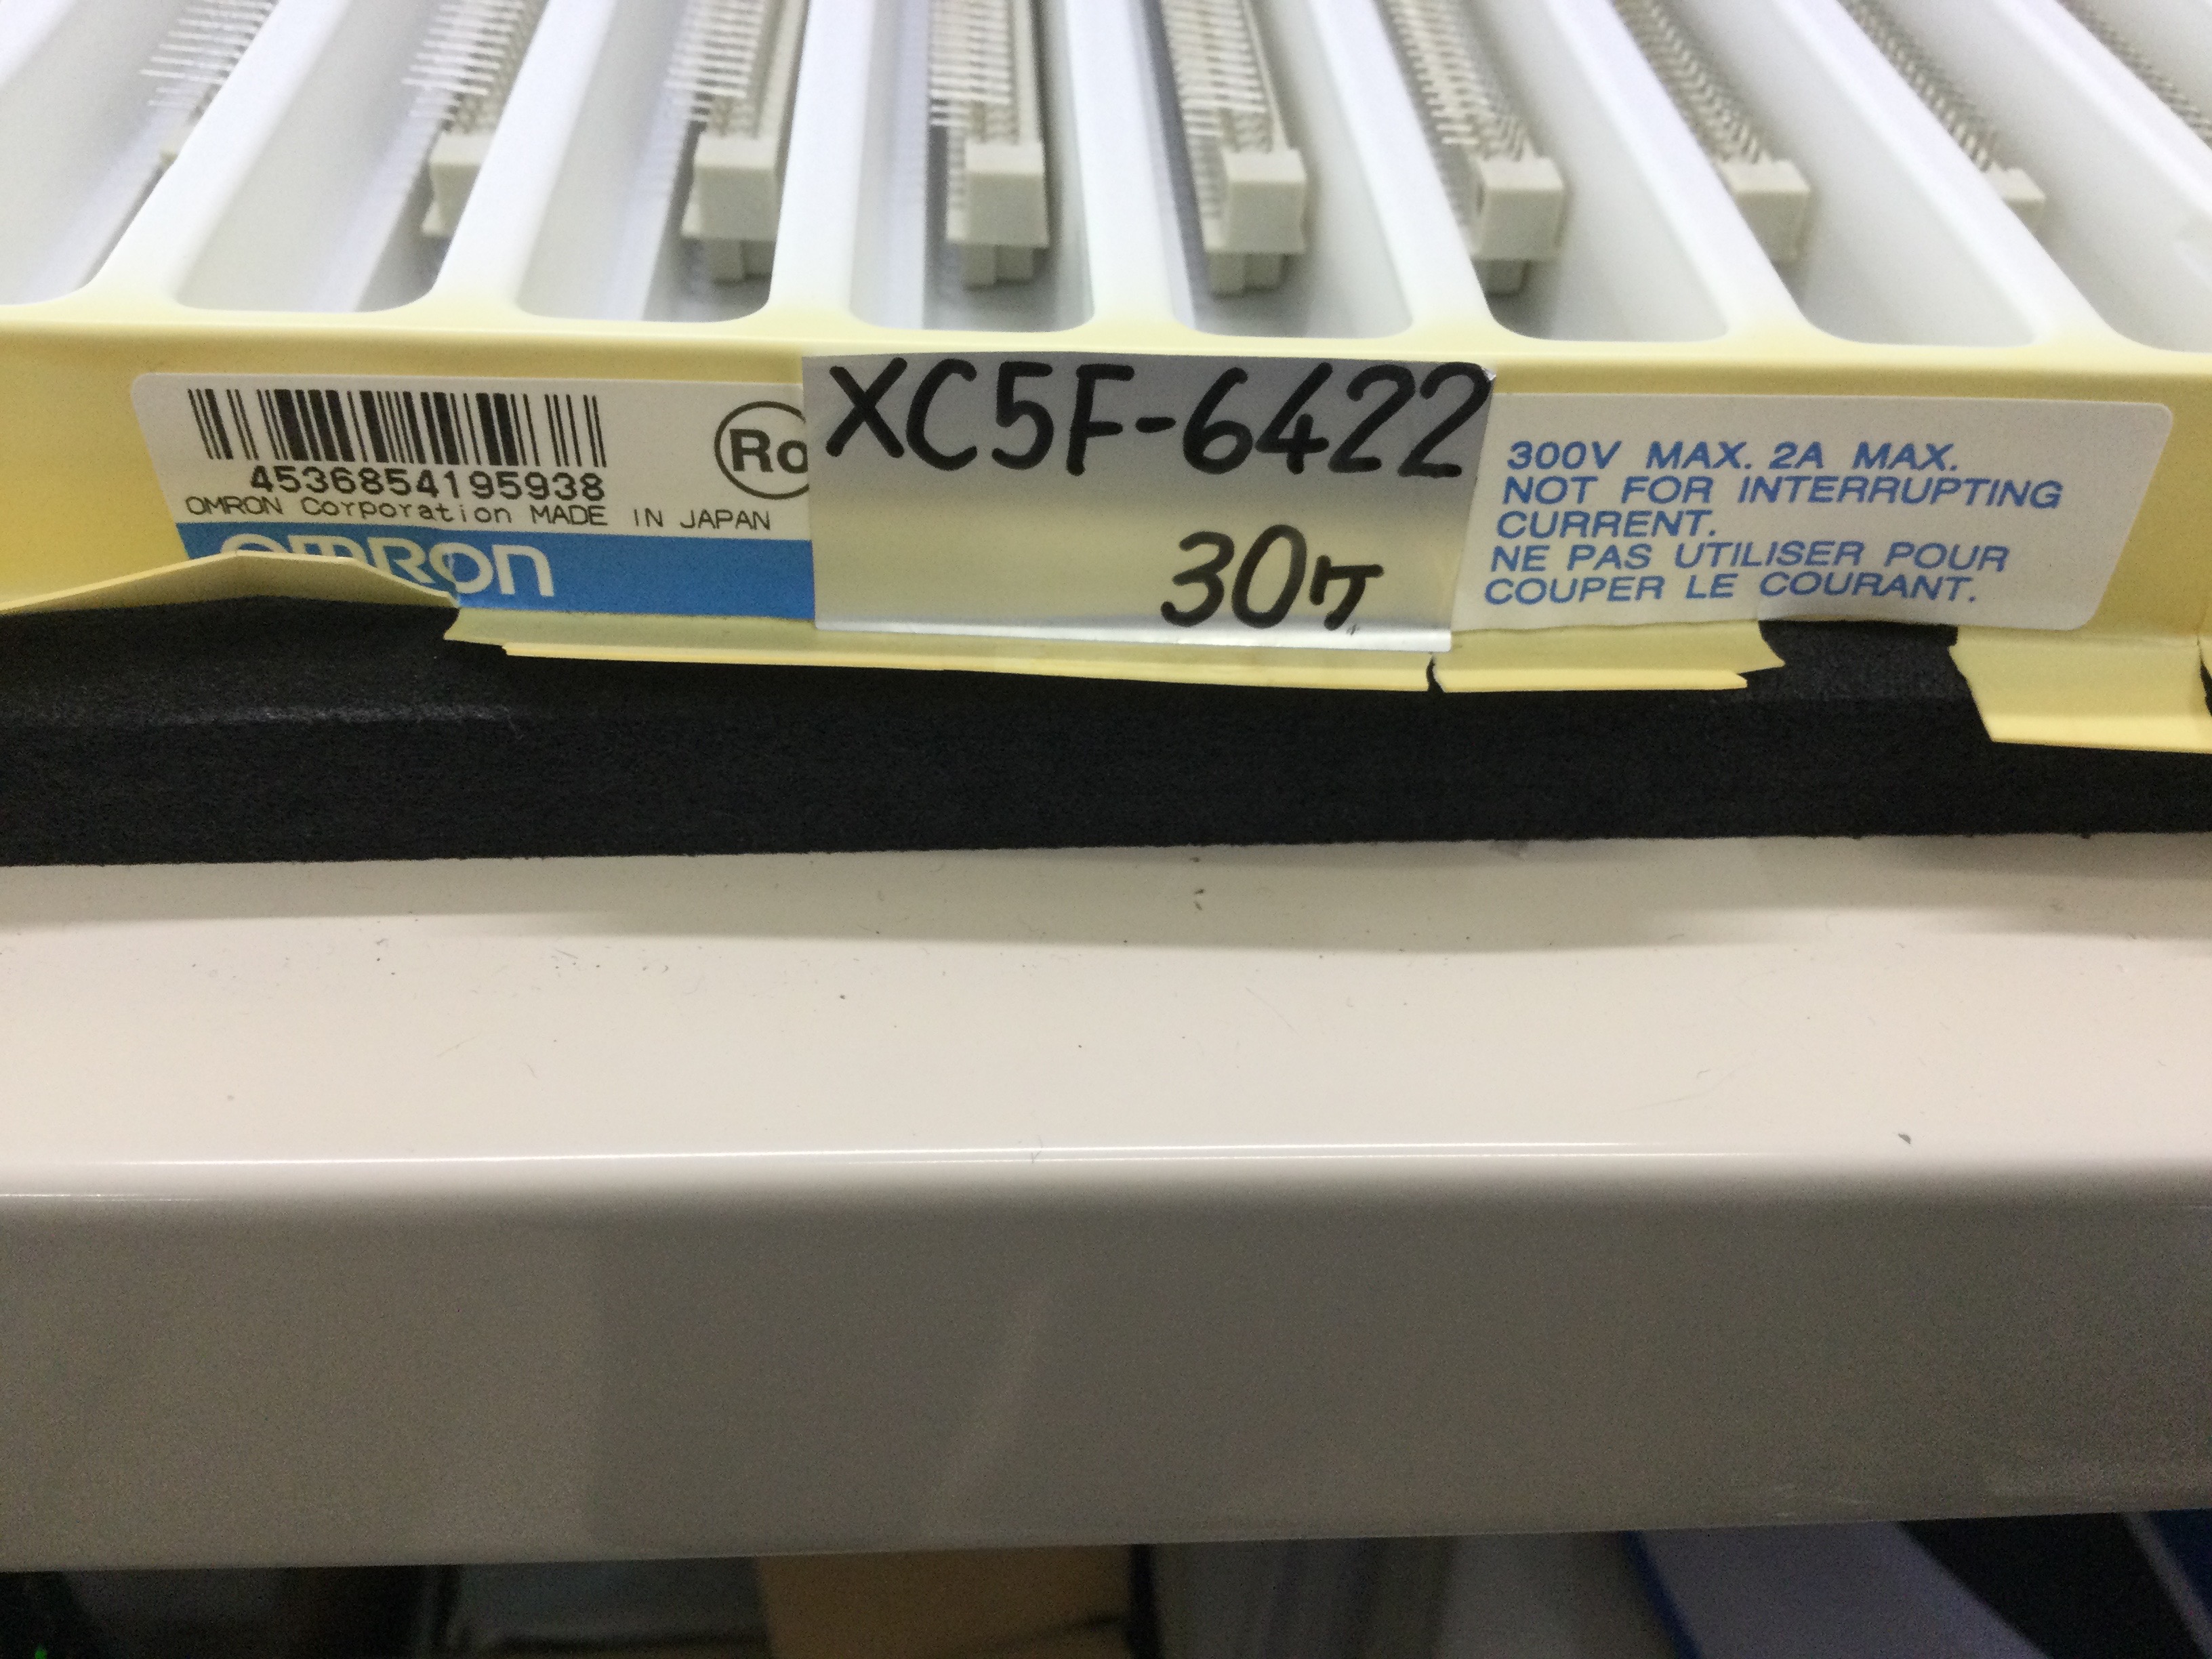 4536854195938
OMRON Corporation MADE IN JAPAN
omron
Ro
XC5F-6422
30ケ
300V MAX. 2A MAX.
NOT FOR INTERRUPTING
CURRENT.
NE PAS UTILISER POUR
COUPER LE COURANT.